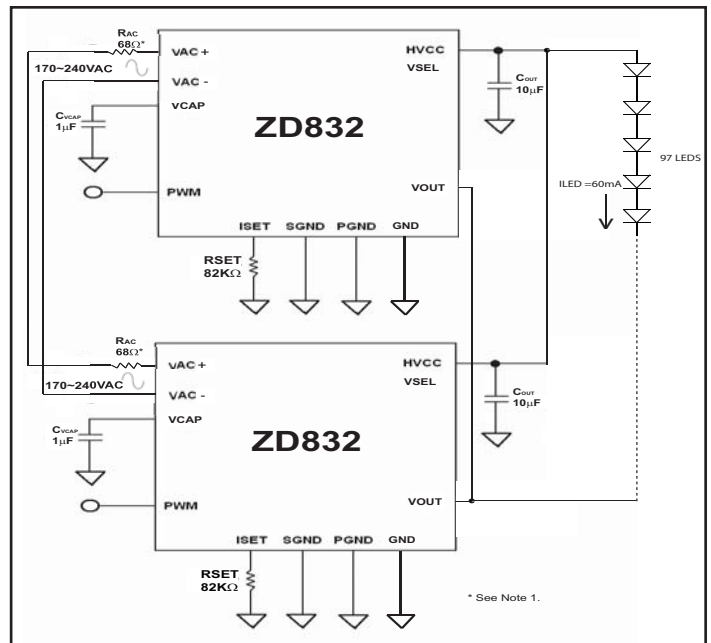 RAC
68Ω*
170~240VAC
VAC +
VAC -
VCAP
CVCAP
1µF
ZD832
PWM
ISET SGND PGND GND
RSET
82KΩ
HVCC
VSEL
COUT
10µF
VOUT
97 LEDS
ILED =60mA
RAC
68Ω*
170~240VAC
VAC +
VAC -
VCAP
CVCAP
1µF
ZD832
PWM
ISET SGND PGND GND
RSET
82KΩ
HVCC
VSEL
COUT
10µF
VOUT
* See Note 1.